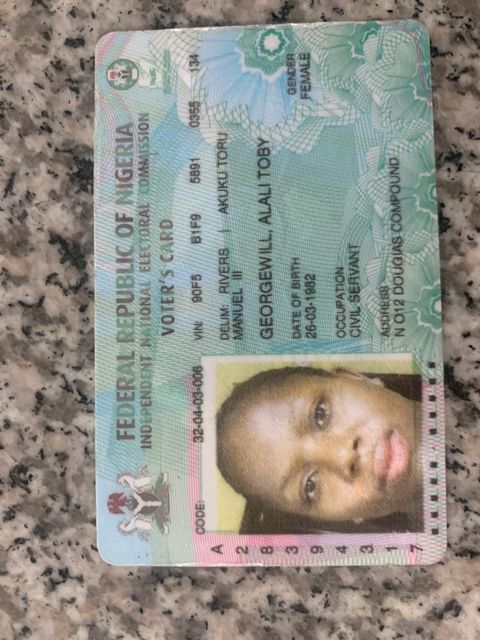 FEDERAL REPUBLIC OF NIGERIA
INDEPENDENT NATIONAL ELECTORAL COMMISSION
VOTER'S CARD
CODE: 32-04-03-006
VIN: 90F5 B1F9 5891 0355 134
DELIM: RIVERS | AKUKU TORU
MANUEL III
GEORGEWILL, ALALI TOBY
DATE OF BIRTH
26-03-1982
GENDER
FEMALE
OCCUPATION
CIVIL SERVANT
ADDRESS
N O12 DOUGIAS COMPOUND
A
2
8
3
9
4
3
1
7